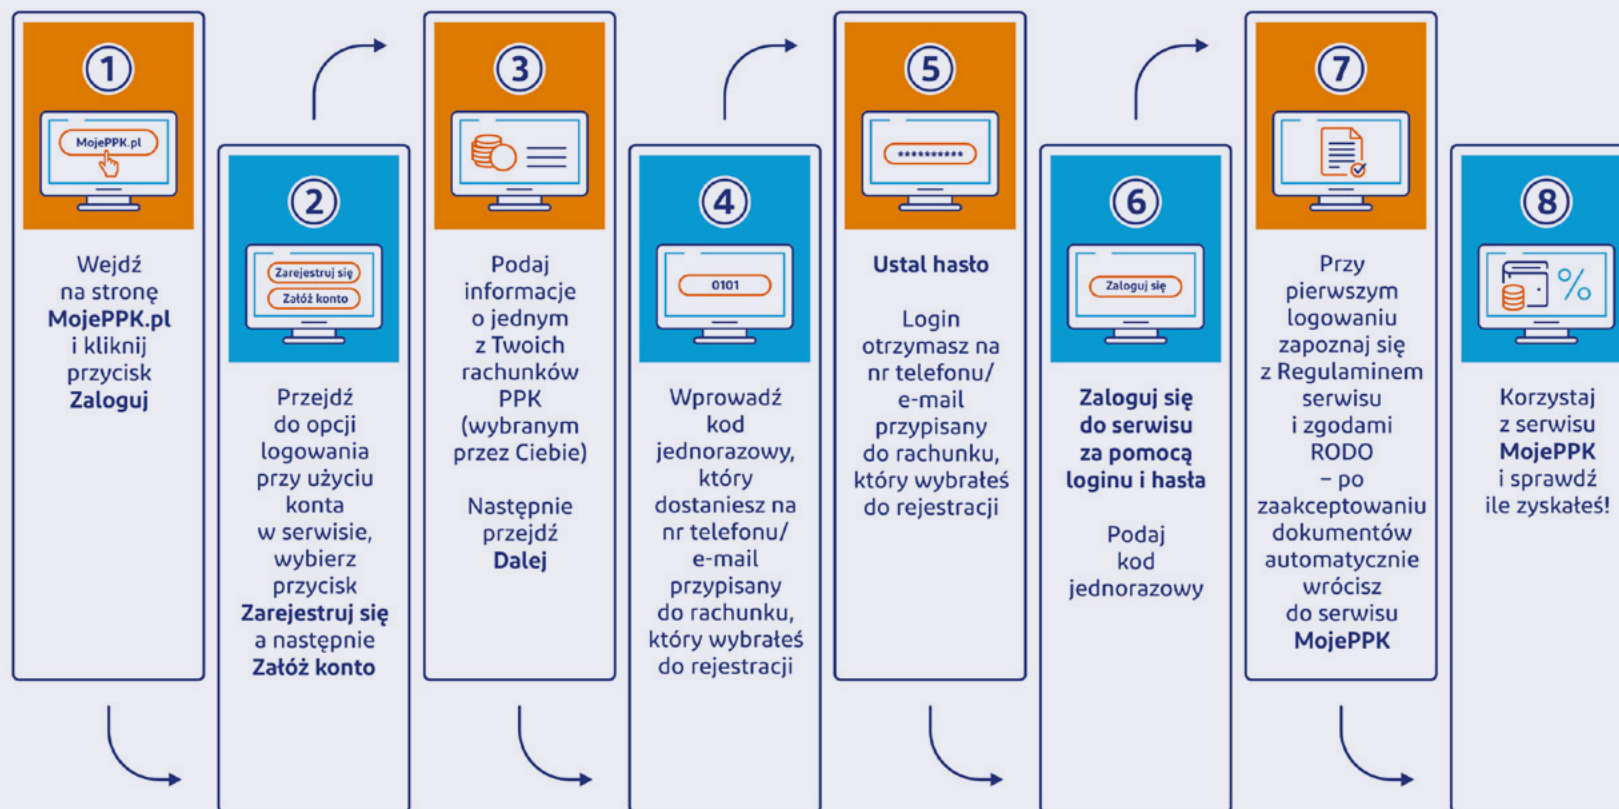 1
MojePPK.pl
Wejdź
na stronę
MojePPK.pl
i kliknij
przycisk
Zaloguj
2
Zarejestruj się
Załóż konto
Przejdź
do opcji
logowania
przy użyciu
konta
w serwisie,
wybierz
przycisk
Zarejestruj się
a następnie
Załóż konto
3
Podaj
informacje
o jednym
z Twoich
rachunków
PPK
(wybranym
przez Ciebie)
Następnie
przejdź
Dalej
4
0101
Wprowadź
kod
jednorazowy,
który
dostaniesz na
nr telefonu/
e-mail
przypisany
do rachunku,
który wybrałeś
do rejestracji
5
**********
Ustal hasło
Login
otrzymasz na
nr telefonu/
e-mail
przypisany
do rachunku,
który wybrałeś
do rejestracji
6
Zaloguj się
Zaloguj się
do serwisu
za pomocą
loginu i hasła
Podaj
kod
jednorazowy
7
Przy
pierwszym
logowaniu
zapoznaj się
z Regulaminem
serwisu
i zgodami
RODO
– po
zaakceptowaniu
dokumentów
automatycznie
wrócisz
do serwisu
MojePPK
8
%
Korzystaj
z serwisu
MojePPK
i sprawdź
ile zyskałeś!